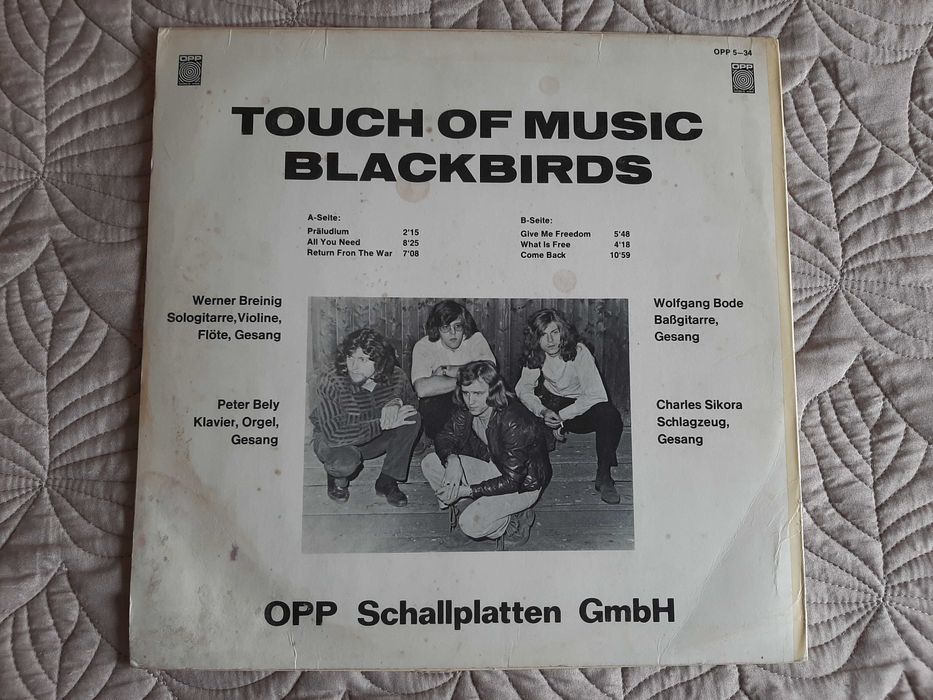 OPP
OPP 5–34
OPP
TOUCH OF MUSIC
BLACKBIRDS
A-Seite:
Präludium 2'15
All You Need 8'25
Return Fron The War 7'08
B-Seite:
Give Me Freedom 5'48
What Is Free 4'18
Come Back 10'59
Werner Breinig
Sologitarre, Violine,
Flöte, Gesang
Wolfgang Bode
Baßgitarre,
Gesang
Peter Bely
Klavier, Orgel,
Gesang
Charles Sikora
Schlagzeug,
Gesang
OPP Schallplatten GmbH